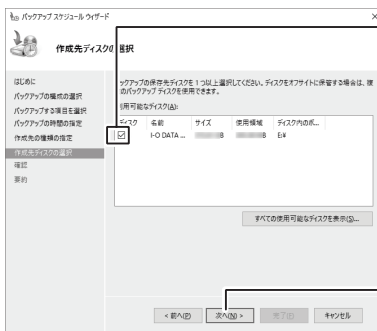 バックアップ スケジュール ウィザード
作成先ディスクの選択
はじめに
バックアップの構成の選択
バックアップする項目を選択
バックアップの時間の指定
作成先の種類の指定
作成先ディスクの選択
確認
要約
ックアップの保存先ディスクを 1 つ以上選択してください。ディスクをオフサイトに保管する場合は、複
のバックアップ ディスクを使用できます。
用可能なディスク(A):
ディスク 名前 サイズ 使用領域 ディスク内のボ...
I-O DATA ... B B E:¥
すべての使用可能なディスクを表示(S)...
< 前へ(P) 次へ(N) > 完了(F) キャンセル